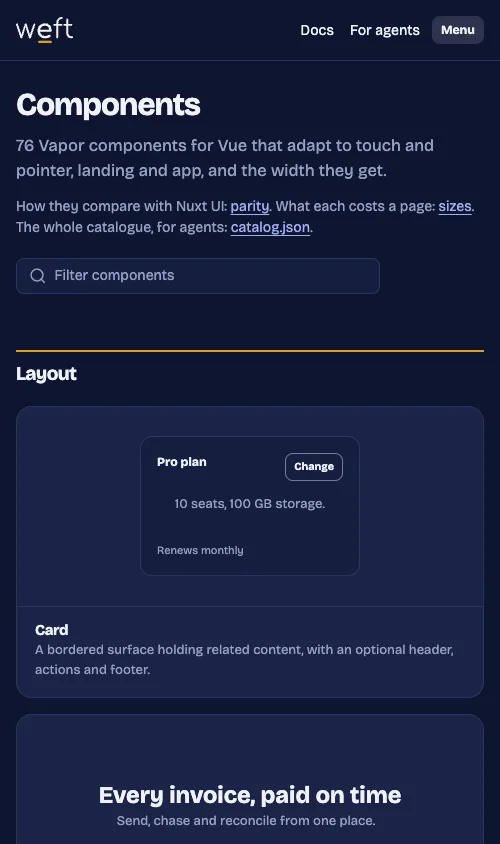 weft
Docs
For agents
Menu
Components
76 Vapor components for Vue that adapt to touch and
pointer, landing and app, and the width they get.
How they compare with Nuxt UI: parity. What each costs a page: sizes.
The whole catalogue, for agents: catalog.json.
Filter components
Layout
Pro plan
Change
10 seats, 100 GB storage.
Renews monthly
Card
A bordered surface holding related content, with an optional header,
actions and footer.
Every invoice, paid on time
Send, chase and reconcile from one place.